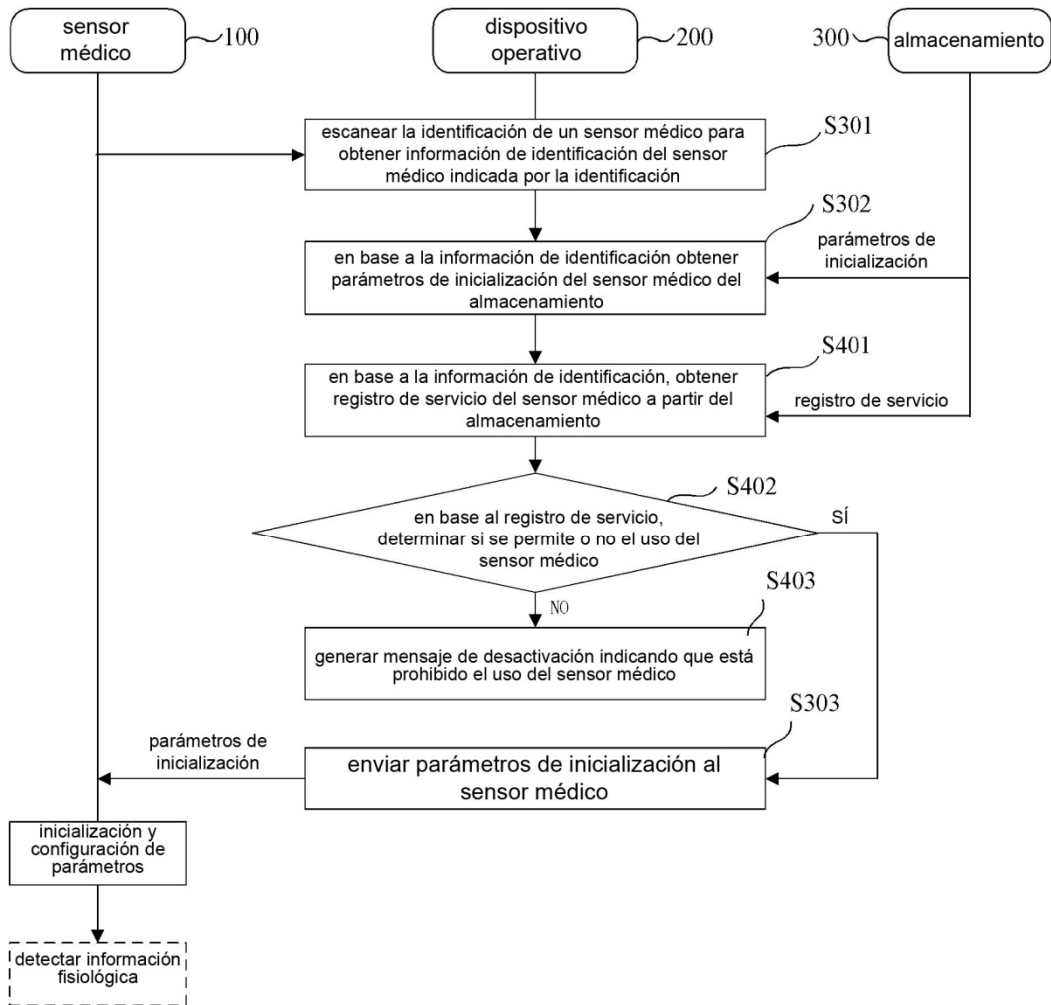 sensor
médico
100
dispositivo
operativo
200
300
almacenamiento
S301
escanear la identificación de un sensor médico para
obtener información de identificación del sensor
médico indicada por la identificación
S302
en base a la información de identificación obtener
parámetros de inicialización del sensor médico del
almacenamiento
parámetros de
inicialización
S401
en base a la información de identificación, obtener
registro de servicio del sensor médico a partir del
almacenamiento
registro de servicio
S402
en base al registro de servicio,
determinar si se permite o no el uso del
sensor médico
SÍ
NO
S403
generar mensaje de desactivación indicando que está
prohibido el uso del sensor médico
S303
parámetros de
inicialización
enviar parámetros de inicialización al
sensor médico
inicialización y
configuración de
parámetros
detectar información
fisiológica